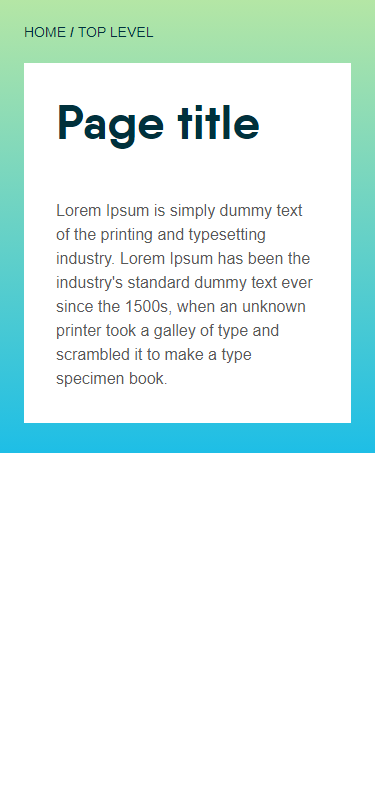 HOME / TOP LEVEL
Page title
Lorem Ipsum is simply dummy text
of the printing and typesetting
industry. Lorem Ipsum has been the
industry's standard dummy text ever
since the 1500s, when an unknown
printer took a galley of type and
scrambled it to make a type
specimen book.